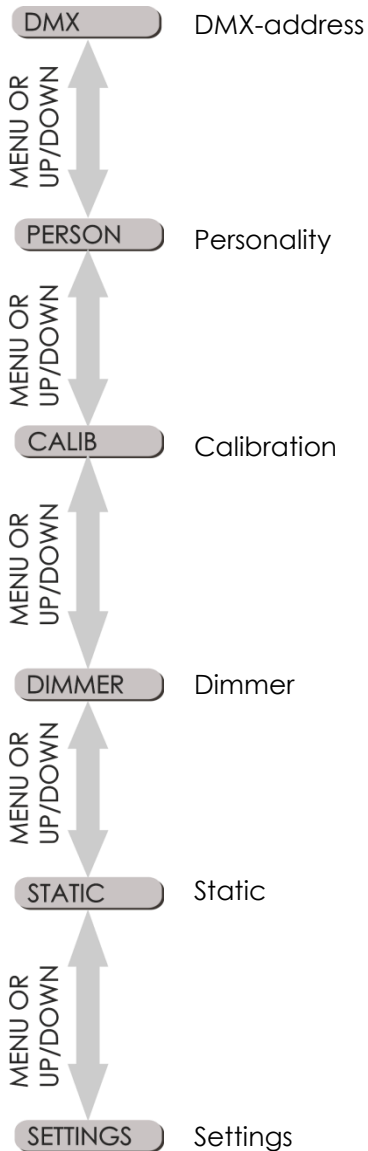 DMX DMX-address
MENU OR
UP/DOWN
PERSON Personality
MENU OR
UP/DOWN
CALIB Calibration
MENU OR
UP/DOWN
DIMMER Dimmer
MENU OR
UP/DOWN
STATIC Static
MENU OR
UP/DOWN
SETTINGS Settings